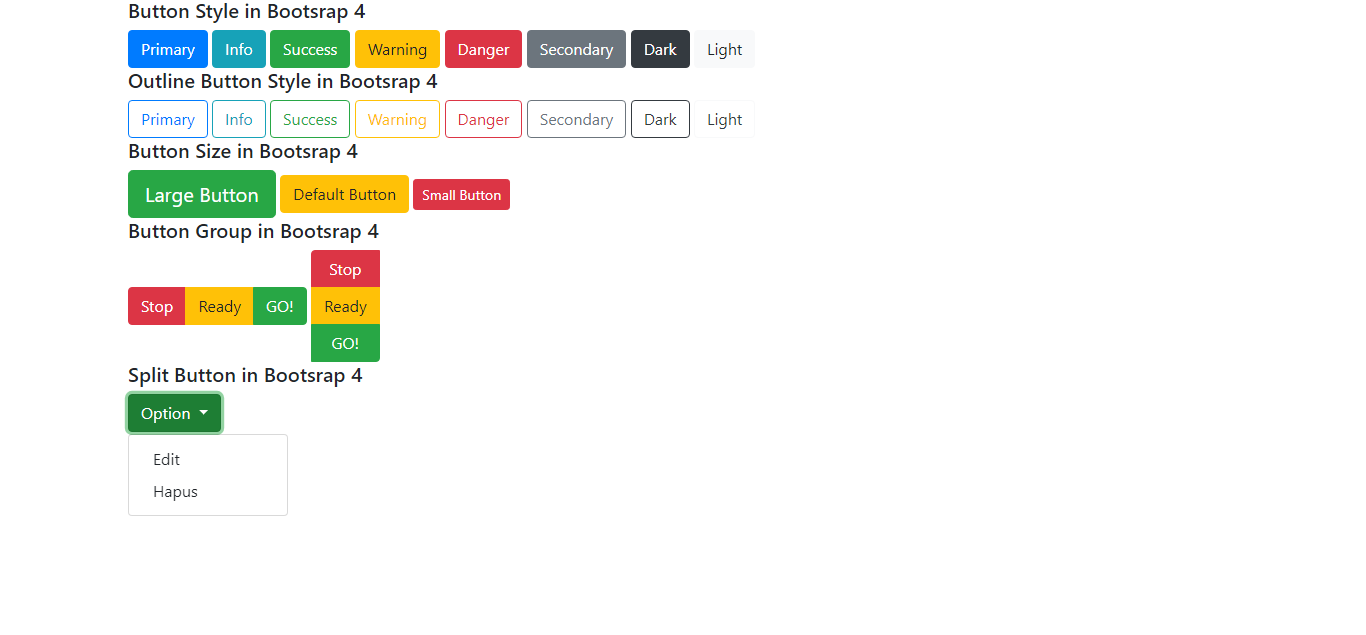 Button Style in Bootsrap 4
Primary Info Success Warning Danger Secondary Dark Light
Outline Button Style in Bootsrap 4
Primary Info Success Warning Danger Secondary Dark Light
Button Size in Bootsrap 4
Large Button Default Button Small Button
Button Group in Bootsrap 4
Stop
Stop Ready GO! Ready
GO!
Split Button in Bootsrap 4
Option
Edit
Hapus